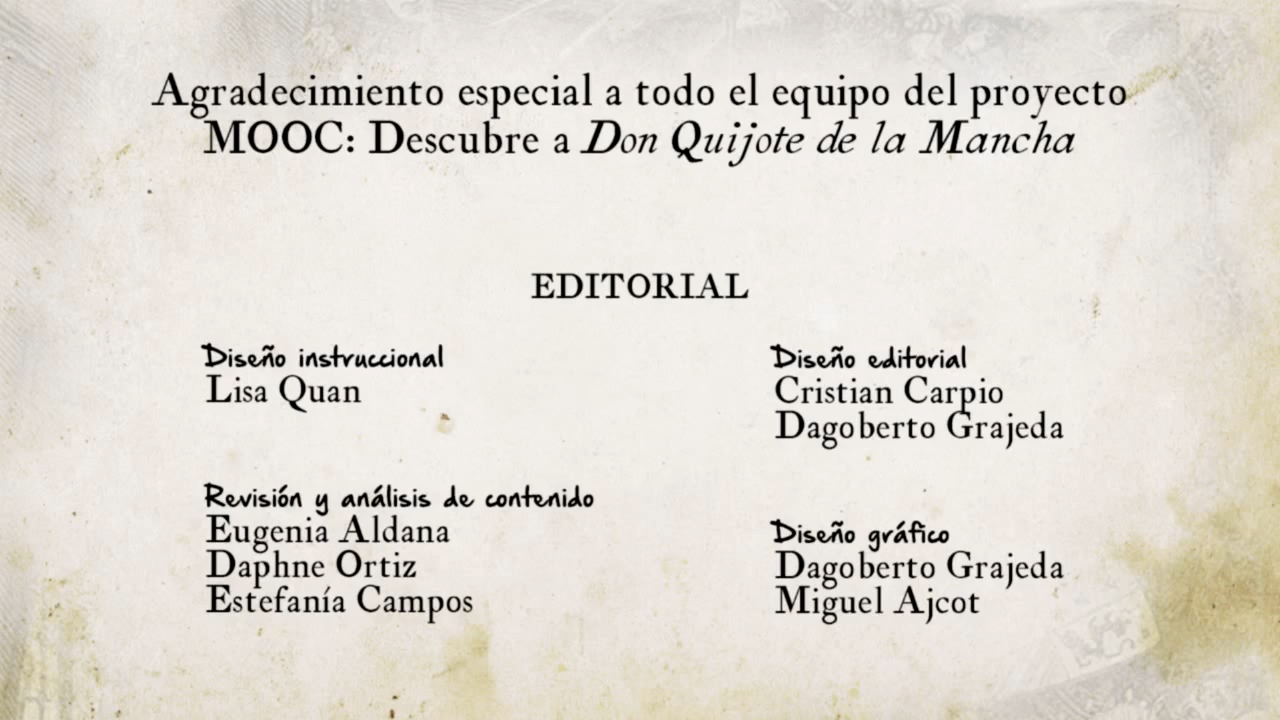 Agradecimiento especial a todo el equipo del proyecto
MOOC: Descubre a Don Quijote de la Mancha
EDITORIAL
Diseño instruccional
Lisa Quan
Revisión y análisis de contenido
Eugenia Aldana
Daphne Ortiz
Estefanía Campos
Diseño editorial
Cristian Carpio
Dagoberto Grajeda
Diseño gráfico
Dagoberto Grajeda
Miguel Ajcot